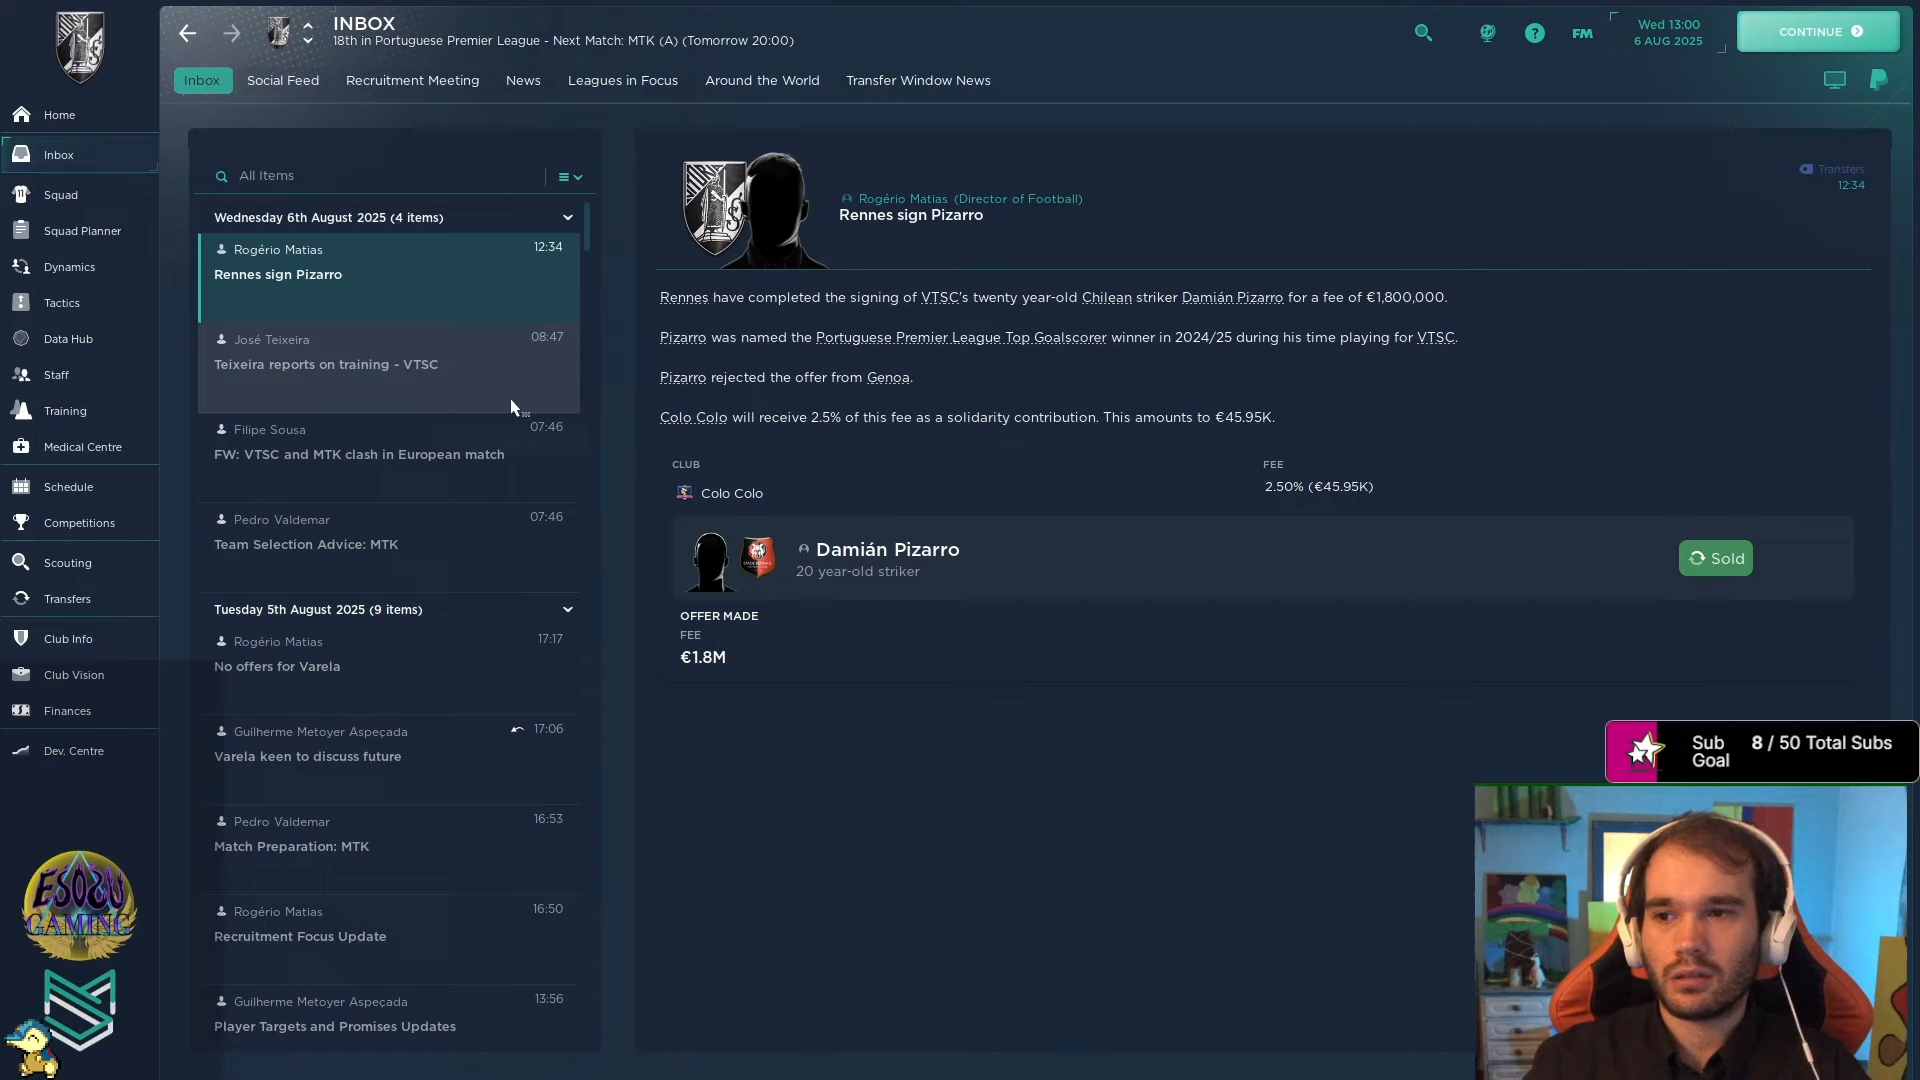 INBOX
18th in Portuguese Premier League - Next Match: MTK (A) (Tomorrow 20:00)
FM
Wed 13:00
6 AUG 2025
CONTINUE
Inbox
Social Feed
Recruitment Meeting
News
Leagues in Focus
Around the World
Transfer Window News
Home
Inbox
Squad
Squad Planner
Dynamics
Tactics
Data Hub
Staff
Training
Medical Centre
Schedule
Competitions
Scouting
Transfers
Club Info
Club Vision
Finances
Dev. Centre
ESOSU
GAMING
All Items
Wednesday 6th August 2025 (4 items)
Rogério Matias 12:34
Rennes sign Pizarro
José Teixeira 08:47
Teixeira reports on training - VTSC
Filipe Sousa 07:46
FW: VTSC and MTK clash in European match
Pedro Valdemar 07:46
Team Selection Advice: MTK
Tuesday 5th August 2025 (9 items)
Rogério Matias 17:17
No offers for Varela
Guilherme Metoyer Aspeçada 17:06
Varela keen to discuss future
Pedro Valdemar 16:53
Match Preparation: MTK
Rogério Matias 16:50
Recruitment Focus Update
Guilherme Metoyer Aspeçada 13:56
Player Targets and Promises Updates
Transfers
12:34
Rogério Matias (Director of Football)
Rennes sign Pizarro
Rennes have completed the signing of VTSC's twenty year-old Chilean striker Damián Pizarro for a fee of €1,800,000.
Pizarro was named the Portuguese Premier League Top Goalscorer winner in 2024/25 during his time playing for VTSC.
Pizarro rejected the offer from Genoa.
Colo Colo will receive 2.5% of this fee as a solidarity contribution. This amounts to €45.95K.
CLUB FEE
Colo Colo 2.50% (€45.95K)
Damián Pizarro
20 year-old striker
Sold
OFFER MADE
FEE
€1.8M
Sub Goal
8 / 50 Total Subs